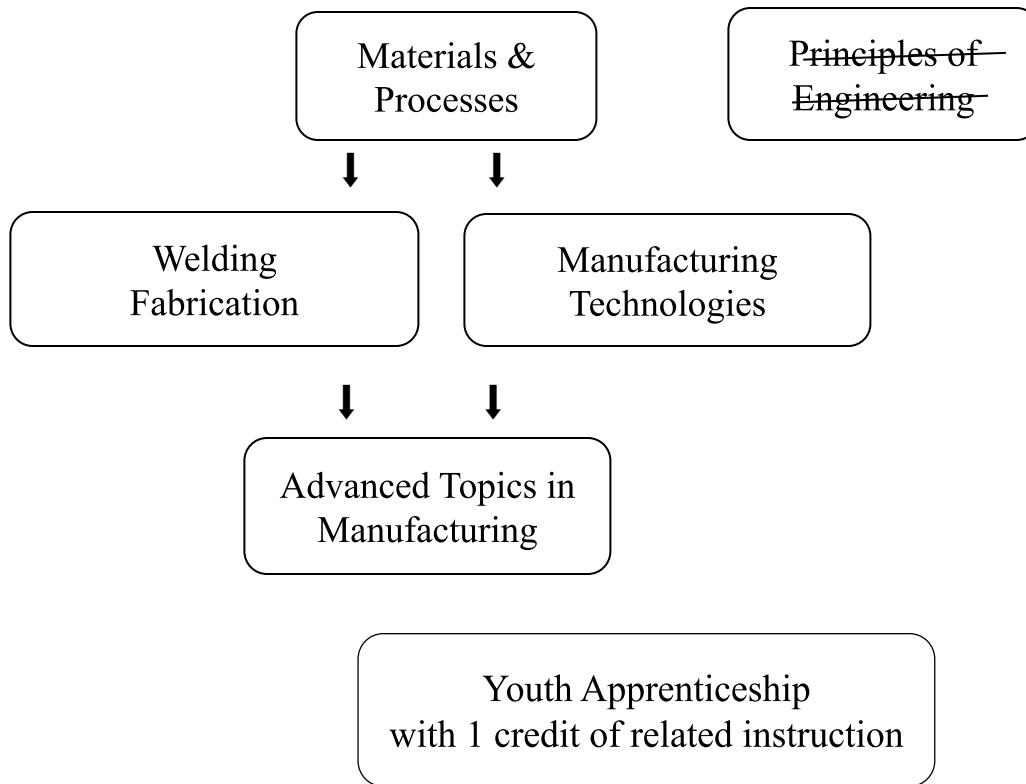 Materials &
Processes
Principles of
Engineering
Welding
Fabrication
Manufacturing
Technologies
Advanced Topics in
Manufacturing
Youth Apprenticeship
with 1 credit of related instruction